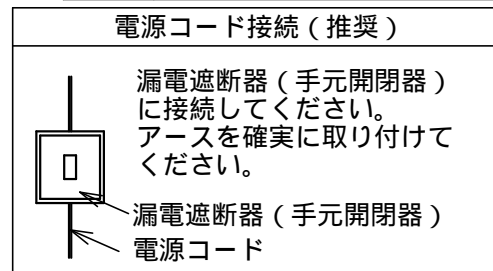 電源コード接続(推奨)
漏電遮断器(手元開閉器)
に接続してください。
アースを確実に取り付けて
ください。
漏電遮断器(手元開閉器)
電源コード